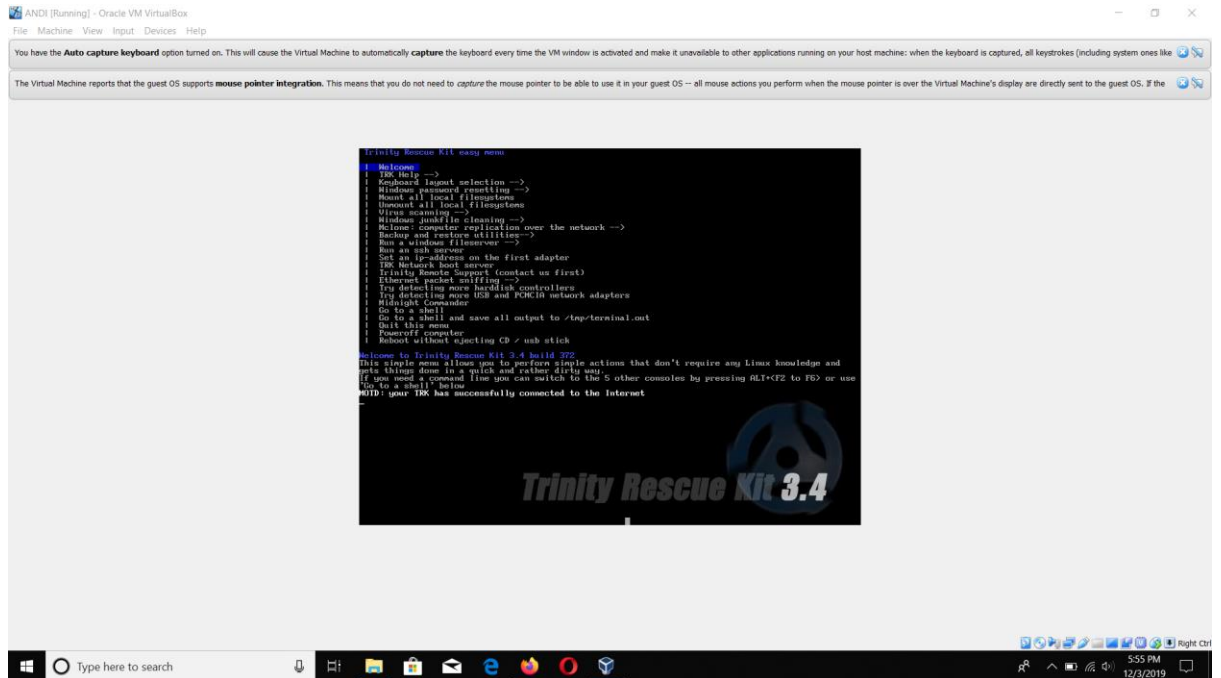 ANDI [Running] - Oracle VM VirtualBox
File Machine View Input Devices Help
You have the Auto capture keyboard option turned on. This will cause the Virtual Machine to automatically capture the keyboard every time the VM window is activated and make it unavailable to other applications running on your host machine: when the keyboard is captured, all keystrokes (including system ones like
The Virtual Machine reports that the guest OS supports mouse pointer integration. This means that you do not need to capture the mouse pointer to be able to use it in your guest OS -- all mouse actions you perform when the mouse pointer is over the Virtual Machine's display are directly sent to the guest OS. If the
Trinity Rescue Kit easy menu
| Welcome
| TRK Help -->
| Keyboard layout selection -->
| Windows password resetting -->
| Mount all local filesystems
| Unmount all local filesystems
| Virus scanning -->
| Windows junkfile cleaning -->
| Mclone: computer replication over the network -->
| Backup and restore utilities-->
| Run a windows fileserver -->
| Run an ssh server
| Set an ip-address on the first adapter
| TRK Network boot server
| Trinity Remote Support (contact us first)
| Ethernet packet sniffing -->
| Try detecting more harddisk controllers
| Try detecting more USB and PCMCIA network adapters
| Midnight Commander
| Go to a shell
| Go to a shell and save all output to /tmp/terminal.out
| Quit this menu
| Poweroff computer
| Reboot without ejecting CD / usb stick
Welcome to Trinity Rescue Kit 3.4 build 372
This simple menu allows you to perform simple actions that don't require any Linux knowledge and
gets things done in a quick and rather dirty way.
If you need a command line you can switch to the 5 other consoles by pressing ALT+<F2 to F6> or use
'Go to a shell' below
MOTD: your TRK has successfully connected to the Internet
Trinity Rescue Kit 3.4
Right Ctrl
Type here to search
5:55 PM
12/3/2019